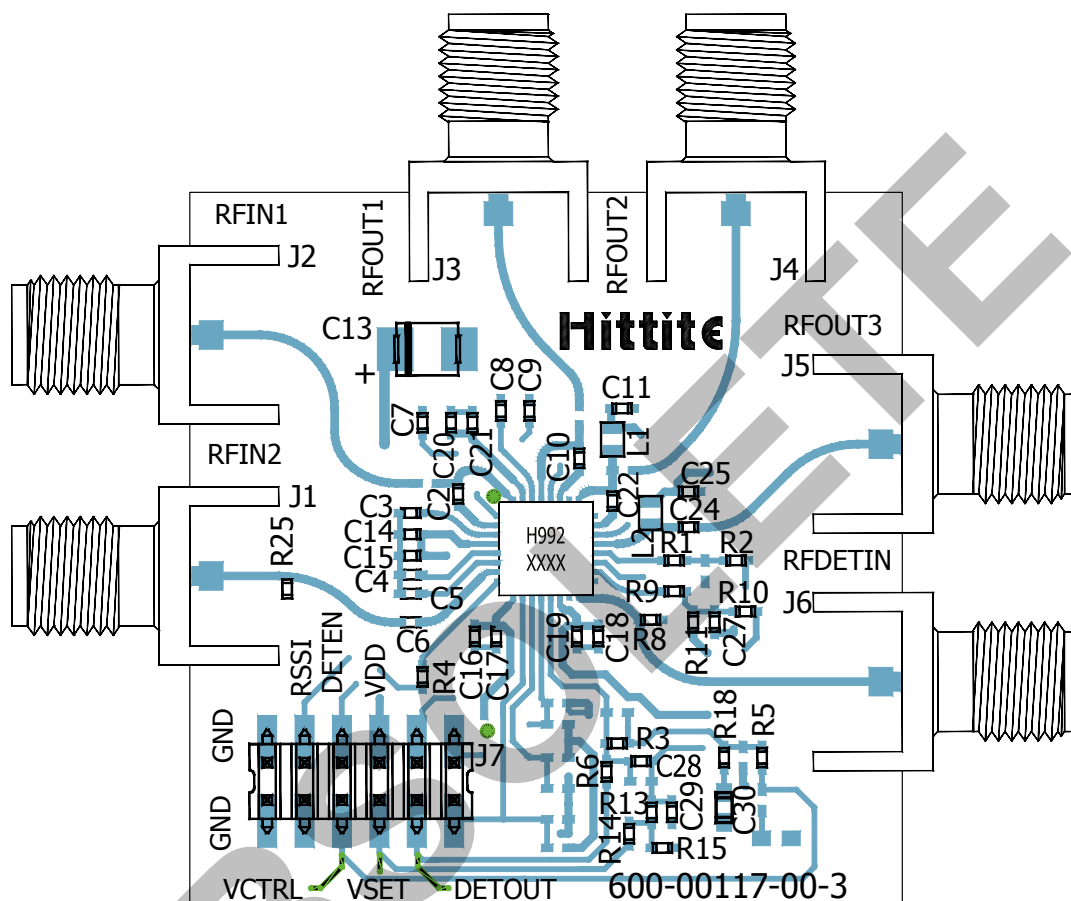 RFIN1
RFOUT1
RFOUT2
J2
J3
J4
C13
+
Hittite
RFOUT3
J5
C8
C9
C11
C7
C20
C21
C10
L1
RFIN2
C2
C22
C25
J1
C3
C24
C14
H992
XXXX
L2
R1
R2
R25
C15
C4
RFDETIN
C5
R9
R10
J6
C6
R8
R11
C27
C19
C18
C16
C17
RSSI
DETEN
VDD
R4
R18
R5
GND
J7
R3
R6
C28
R13
C29
C30
GND
R14
R15
VCTRL
VSET
DETOUT
600-00117-00-3
OBSOLETE